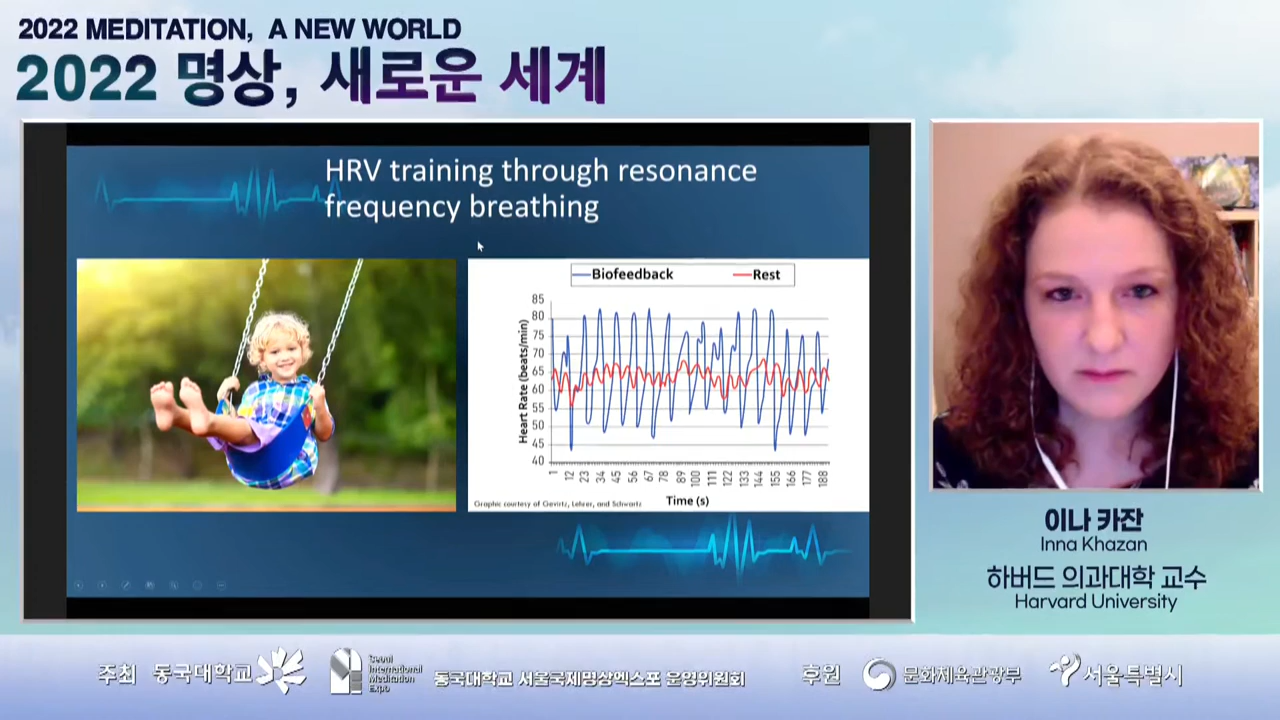 2022 MEDITATION, A NEW WORLD
2022 명상, 새로운 세계
HRV training through resonance
frequency breathing
Biofeedback
Rest
Heart Rate (beats/min)
85
80
75
70
65
60
55
50
45
40
1 12 23 34 45 56 67 78 89 100 111 122 133 144 155 166 177 188
Time (s)
Graphic courtesy of Gevirtz, Lehrer, and Schwartz
이나 카잔
Inna Khazan
하버드 의과대학 교수
Harvard University
주최 동국대학교
Seoul
International
Meditation
Expo
동국대학교 서울국제명상엑스포 운영위원회
후원 문화체육관광부 서울특별시